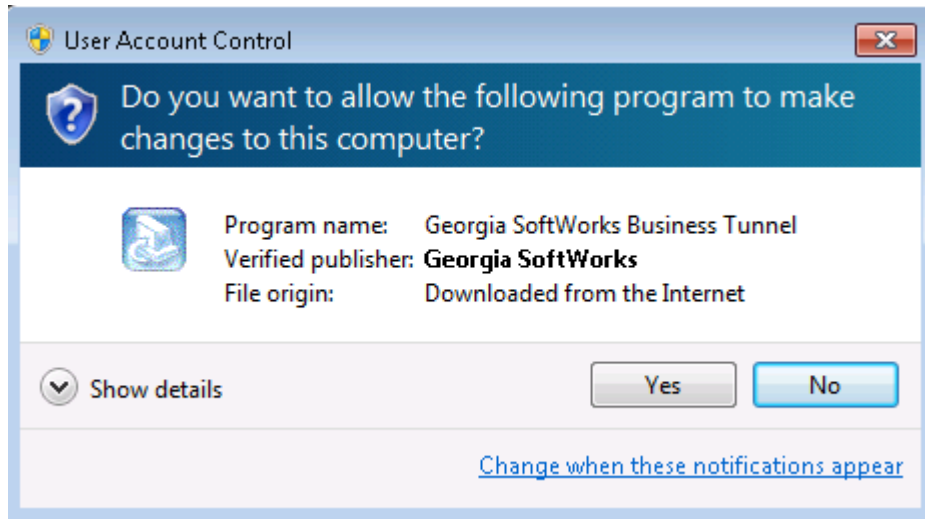 User Account Control
Do you want to allow the following program to make
changes to this computer?
Program name: Georgia SoftWorks Business Tunnel
Verified publisher: Georgia SoftWorks
File origin: Downloaded from the Internet
Show details
Yes
No
Change when these notifications appear